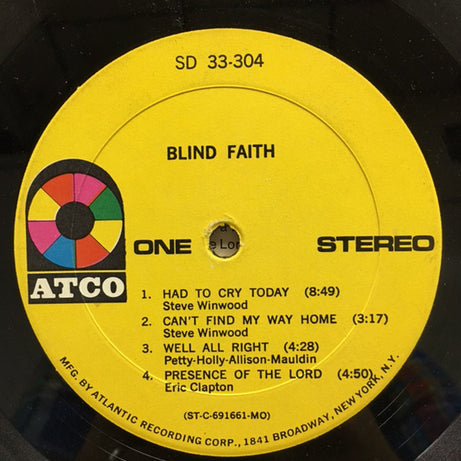 SD 33-304
BLIND FAITH
ONE STEREO
ATCO
1. HAD TO CRY TODAY (8:49)
Steve Winwood
2. CAN'T FIND MY WAY HOME (3:17)
Steve Winwood
3. WELL ALL RIGHT (4:28)
Petty-Holly-Allison-Mauldin
4. PRESENCE OF THE LORD (4:50)
Eric Clapton
(ST-C-691661-MO)
MFG. BY ATLANTIC RECORDING CORP., 1841 BROADWAY, NEW YORK, N.Y.